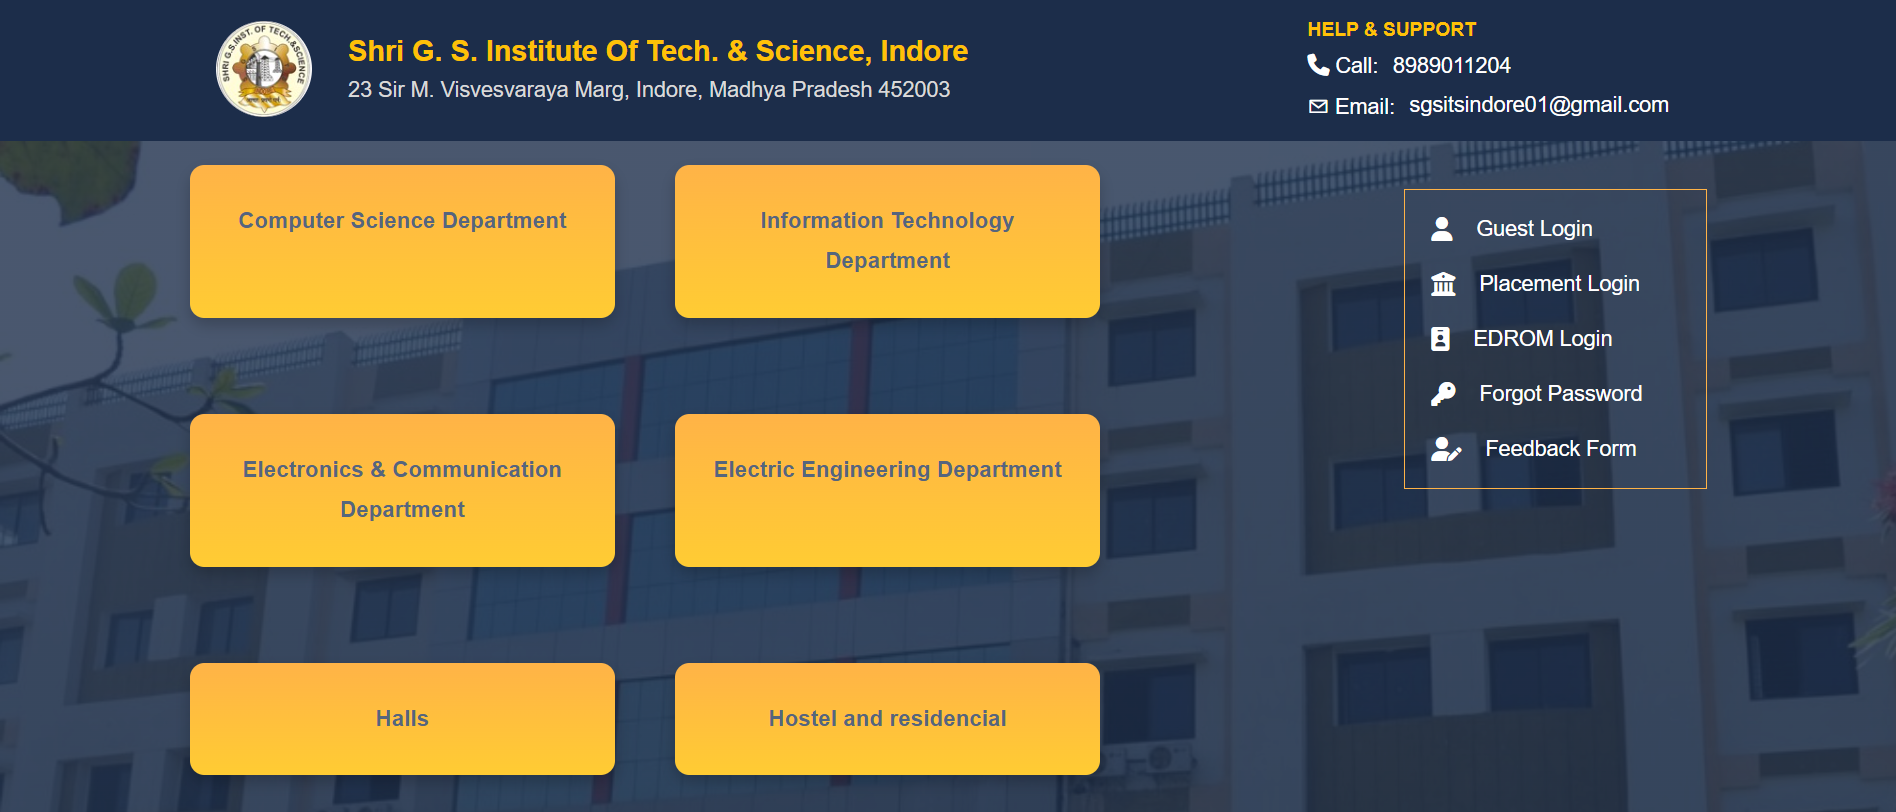 SHRI G.S.INST. OF TECH.&SCIENCE
Shri G. S. Institute Of Tech. & Science, Indore
23 Sir M. Visvesvaraya Marg, Indore, Madhya Pradesh 452003
HELP & SUPPORT
Call: 8989011204
Email: sgsitsindore01@gmail.com
Computer Science Department
Information Technology
Department
Electronics & Communication
Department
Electric Engineering Department
Halls
Hostel and residencial
Guest Login
Placement Login
EDROM Login
Forgot Password
Feedback Form